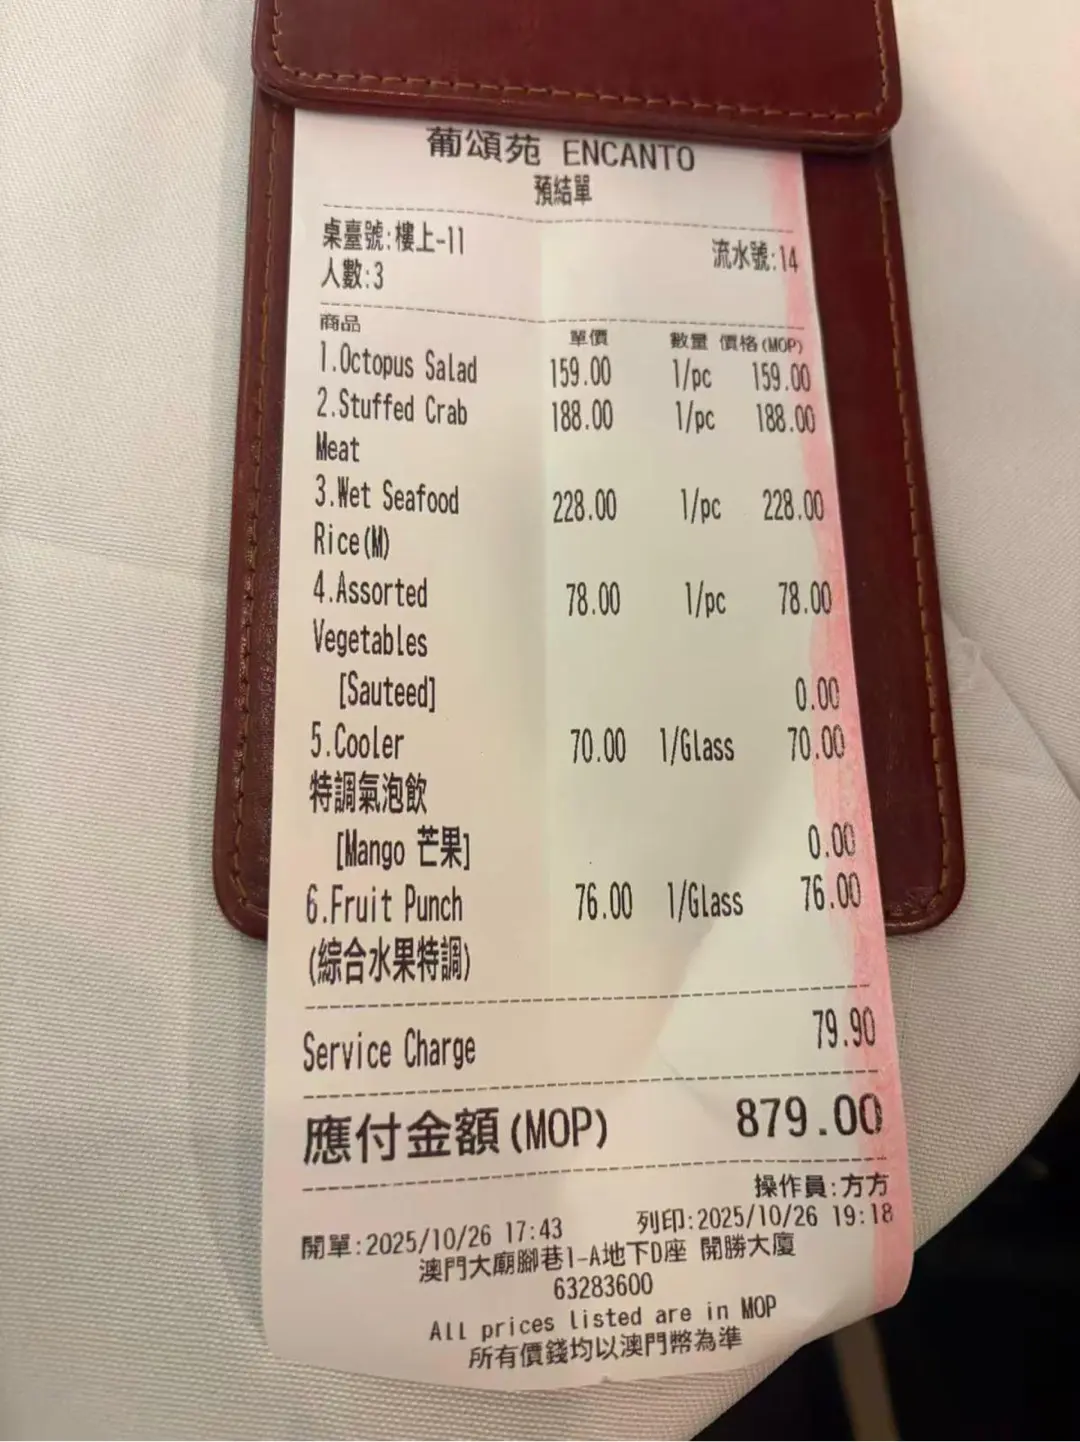 葡頌苑 ENCANTO
預結單
桌臺號:樓上-11 流水號:14
人數:3
商品 單價 數量 價格(MOP)
1.Octopus Salad 159.00 1/pc 159.00
2.Stuffed Crab 188.00 1/pc 188.00
Meat
3.Wet Seafood 228.00 1/pc 228.00
Rice(M)
4.Assorted 78.00 1/pc 78.00
Vegetables
[Sauteed] 0.00
5.Cooler 70.00 1/Glass 70.00
特調氣泡飲
[Mango 芒果] 0.00
6.Fruit Punch 76.00 1/Glass 76.00
(綜合水果特調)
Service Charge 79.90
應付金額(MOP) 879.00
操作員:方方
開單:2025/10/26 17:43 列印:2025/10/26 19:18
澳門大廟腳巷1-A地下D座 開勝大廈
63283600
All prices listed are in MOP
所有價錢均以澳門幣為準